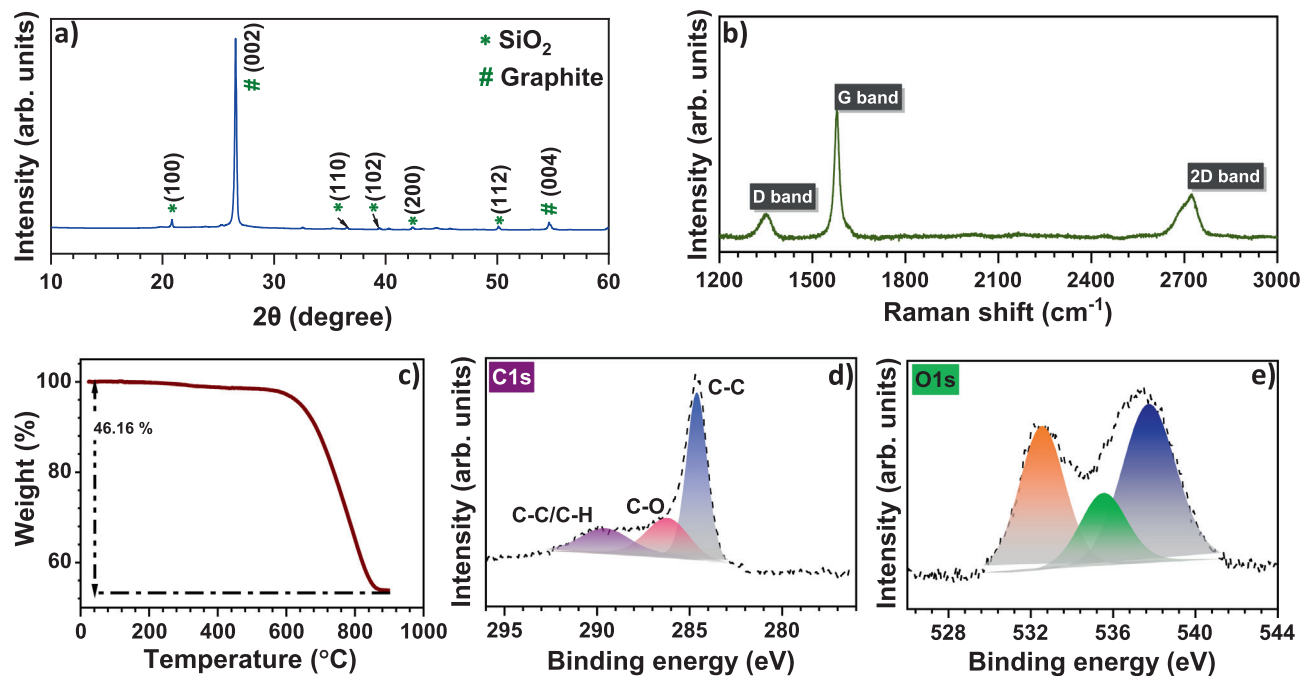 a)
Intensity (arb. units)
* SiO₂
# Graphite
*(100)
# (002)
*(110)
*(102)
*(200)
*(112)
# (004)
10 20 30 40 50 60
2θ (degree)
b)
Intensity (arb. units)
D band
G band
2D band
1200 1500 1800 2100 2400 2700 3000
Raman shift (cm⁻¹)
c)
Weight (%)
100
80
60
46.16 %
0 200 400 600 800 1000
Temperature (°C)
C1s
d)
Intensity (arb. units)
C-C
C-O
C-C/C-H
295 290 285 280
Binding energy (eV)
O1s
e)
Intensity (arb. units)
528 532 536 540 544
Binding energy (eV)